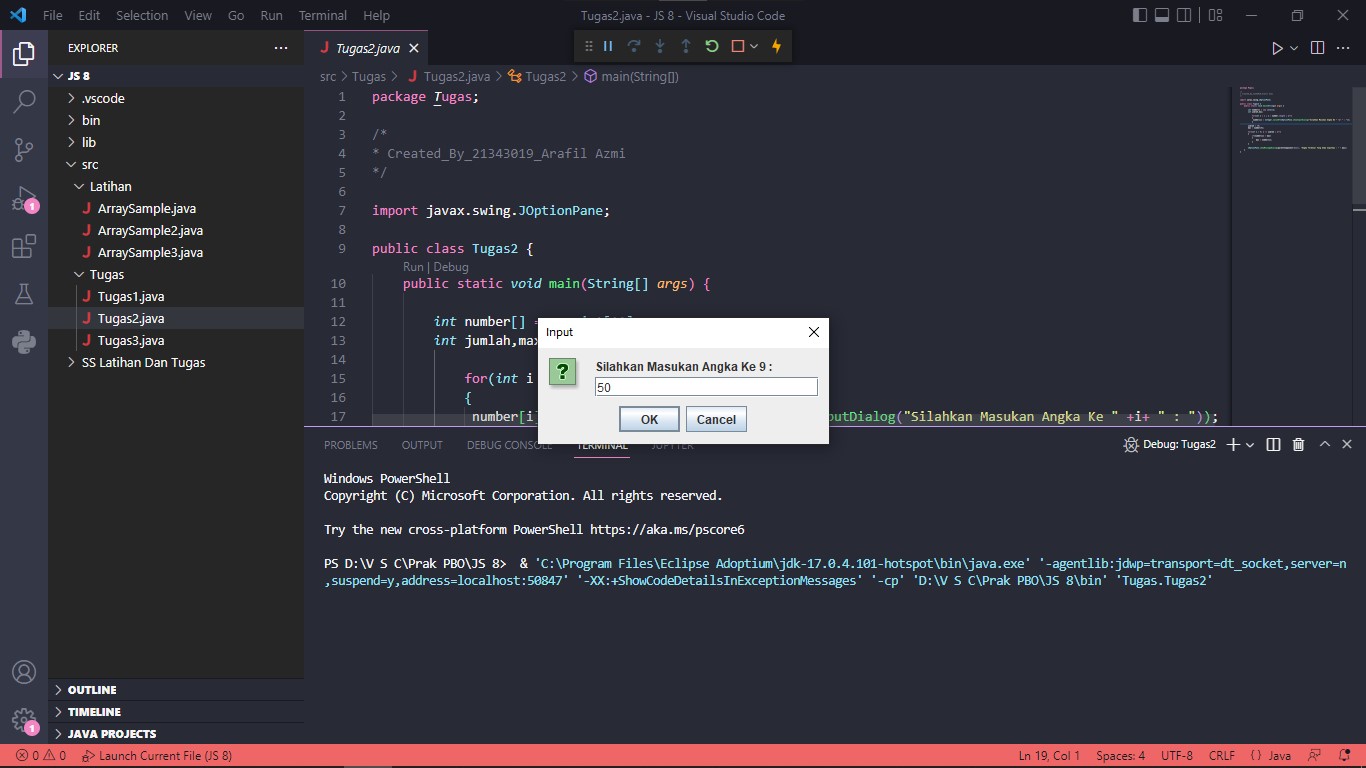 File Edit Selection View Go Run Terminal Help
Tugas2.java - JS 8 - Visual Studio Code
EXPLORER
JS 8
.vscode
bin
lib
src
Latihan
ArraySample.java
ArraySample2.java
ArraySample3.java
Tugas
Tugas1.java
Tugas2.java
Tugas3.java
SS Latihan Dan Tugas
OUTLINE
TIMELINE
JAVA PROJECTS
1
1
Tugas2.java
src > Tugas > Tugas2.java > Tugas2 > main(String[])
1 package Tugas;
2
3 /*
4 * Created_By_21343019_Arafil Azmi
5 */
6
7 import javax.swing.JOptionPane;
8
9 public class Tugas2 {
Run | Debug
10 public static void main(String[] args) {
11
12 int number[] =
13 int jumlah,max
14
15 for(int i
16 {
17 number[i] utDialog("Silahkan Masukan Angka Ke " +i+ " : "));
Input
Silahkan Masukan Angka Ke 9 :
50
OK Cancel
PROBLEMS OUTPUT DEBUG CONSOLE TERMINAL JUPYTER
Debug: Tugas2
Windows PowerShell
Copyright (C) Microsoft Corporation. All rights reserved.
Try the new cross-platform PowerShell https://aka.ms/pscore6
PS D:\V S C\Prak PBO\JS 8> & 'C:\Program Files\Eclipse Adoptium\jdk-17.0.4.101-hotspot\bin\java.exe' '-agentlib:jdwp=transport=dt_socket,server=n
,suspend=y,address=localhost:50847' '-XX:+ShowCodeDetailsInExceptionMessages' '-cp' 'D:\V S C\Prak PBO\JS 8\bin' 'Tugas.Tugas2'
0 0 Launch Current File (JS 8)
Ln 19, Col 1 Spaces: 4 UTF-8 CRLF {} Java